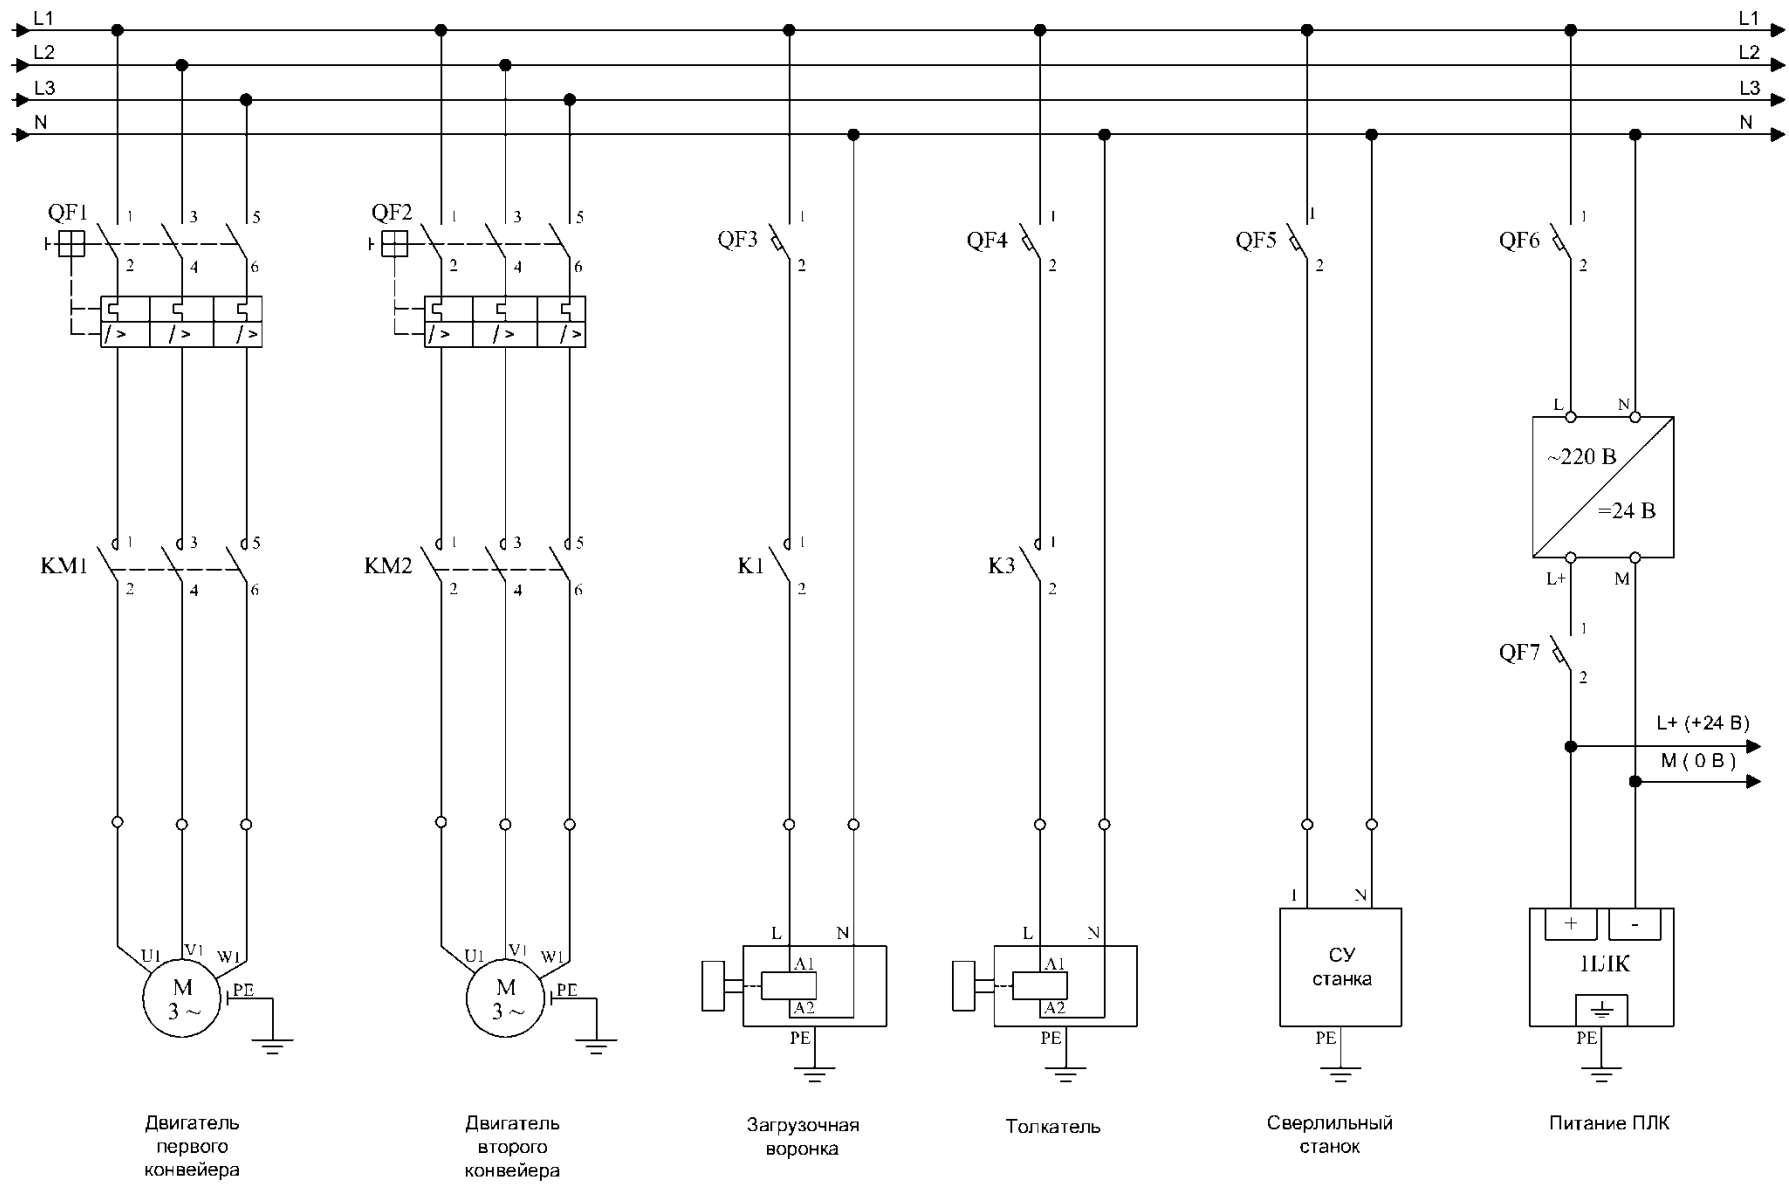 L1 L1
L2 L2
L3 L3
N N
QF1 1 3 5 QF2 1 3 5 1 1 1 1
QF3 QF4 QF5 QF6
2 4 6 2 4 6 2 2 2 2
/ > / > / > / > / > / >
L N
~220 В
=24 В
KM1 1 3 5 KM2 1 3 5 K1 1 K3 1
2 4 6 2 4 6 2 2
L+ M
QF7 1
2
L+ (+24 В)
M ( 0 В )
L N L N N
U1 V1 W1 U1 V1 W1
A1 A1
A2 A2
М 3 ~ PE
М 3 ~ PE
СУ
станка
+ -
ПЛК
PE PE PE PE
Двигатель
первого
конвейера
Двигатель
второго
конвейера
Загрузочная
воронка
Толкатель
Сверлильный
станок
Питание ПЛК